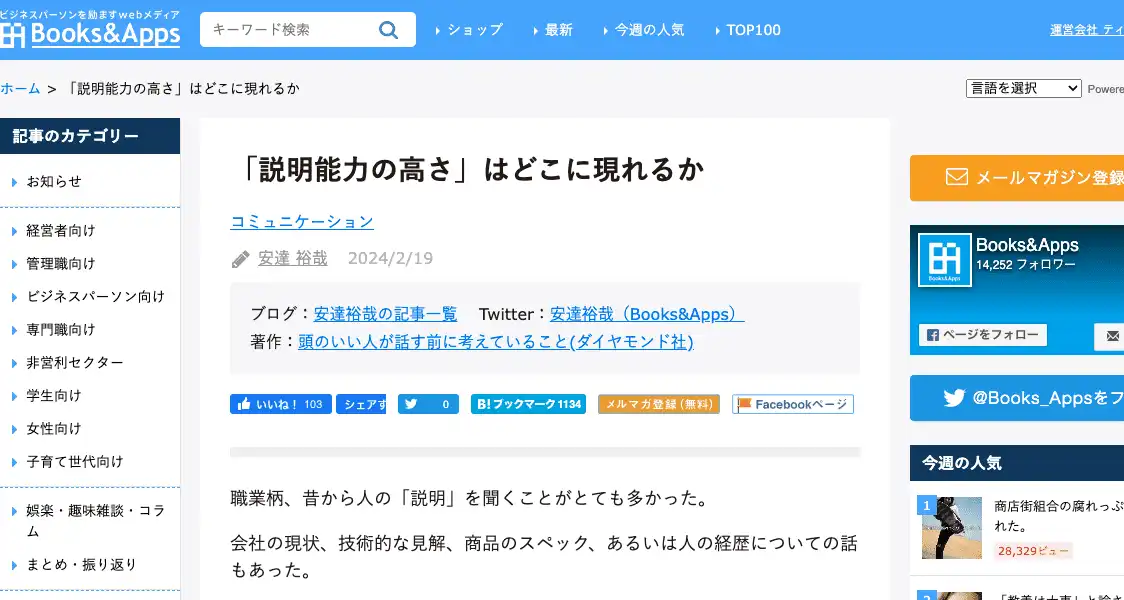 ビジネスパーソンを励ますwebメディア
Books&Apps
キーワード検索
ショップ
最新
今週の人気
TOP100
運営会社 ティ
ホーム > 「説明能力の高さ」はどこに現れるか
言語を選択
Powere
記事のカテゴリー
お知らせ
経営者向け
管理職向け
ビジネスパーソン向け
専門職向け
非営利セクター
学生向け
女性向け
子育て世代向け
娯楽・趣味雑談・コラ
ム
まとめ・振り返り
「説明能力の高さ」はどこに現れるか
コミュニケーション
安達 裕哉 2024/2/19
ブログ：安達裕哉の記事一覧 Twitter：安達裕哉（Books&Apps）
著作：頭のいい人が話す前に考えていること(ダイヤモンド社)
いいね！ 103
シェアす
0
B!ブックマーク 1134
メルマガ登録(無料)
Facebookページ
職業柄、昔から人の「説明」を聞くことがとても多かった。
会社の現状、技術的な見解、商品のスペック、あるいは人の経歴についての話
もあった。
メールマガジン登録
Books&Apps
Books&Apps
14,252 フォロワー
ページをフォロー
@Books_Appsをフ
今週の人気
1
商店街組合の腐れっぷ
れた。
28,329ビュー
2